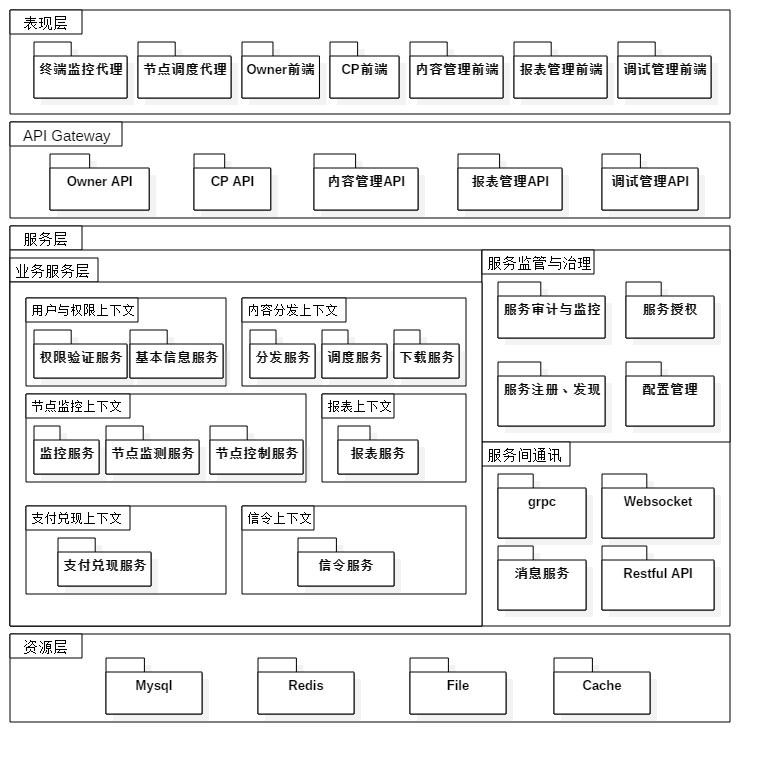 表现层
终端监控代理
节点调度代理
Owner前端
CP前端
内容管理前端
报表管理前端
调试管理前端
API Gateway
Owner API
CP API
内容管理API
报表管理API
调试管理API
服务层
业务服务层
用户与权限上下文
权限验证服务
基本信息服务
内容分发上下文
分发服务
调度服务
下载服务
节点监控上下文
监控服务
节点监测服务
节点控制服务
报表上下文
报表服务
支付兑现上下文
支付兑现服务
信令上下文
信令服务
服务监管与治理
服务审计与监控
服务授权
服务注册、发现
配置管理
服务间通讯
grpc
Websocket
消息服务
Restful API
资源层
Mysql
Redis
File
Cache